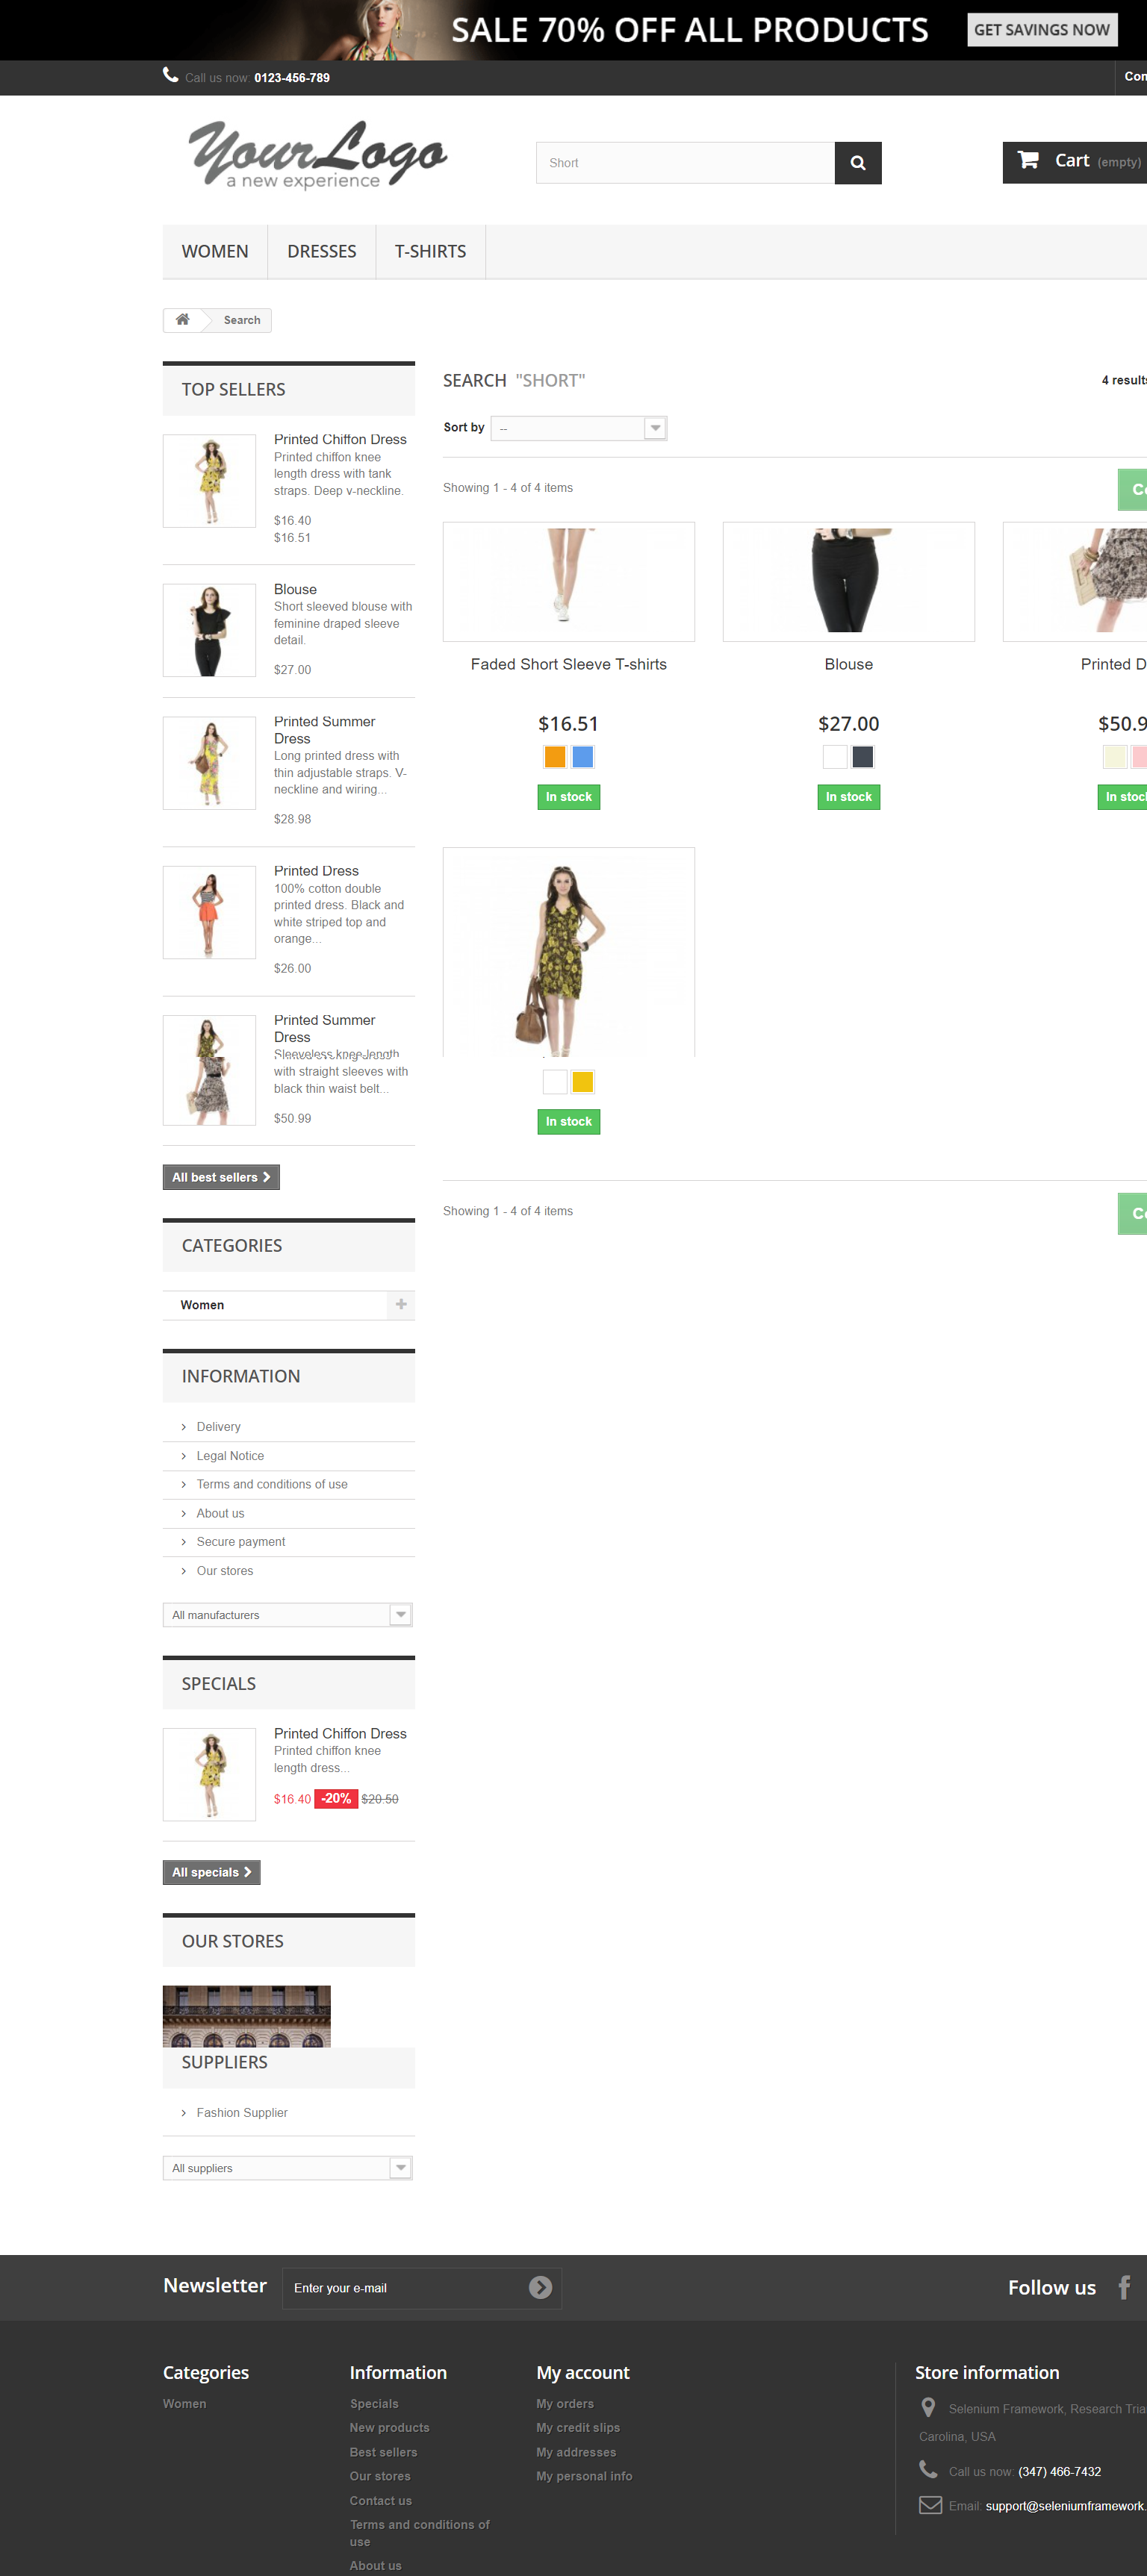 SALE 70% OFF ALL PRODUCTS
GET SAVINGS NOW
Call us now: 0123-456-789
Con
YourLogo
a new experience
Short
Cart (empty)
WOMEN
DRESSES
T-SHIRTS
Search
TOP SELLERS
Printed Chiffon Dress
Printed chiffon knee
length dress with tank
straps. Deep v-neckline.
$16.40
$16.51
Blouse
Short sleeved blouse with
feminine draped sleeve
detail.
$27.00
Printed Summer
Dress
Long printed dress with
thin adjustable straps. V-
neckline and wiring...
$28.98
Printed Dress
100% cotton double
printed dress. Black and
white striped top and
orange...
$26.00
Printed Summer
Dress
Sleeveless knee-length
with straight sleeves with
black thin waist belt...
$50.99
All best sellers
CATEGORIES
Women
INFORMATION
Delivery
Legal Notice
Terms and conditions of use
About us
Secure payment
Our stores
All manufacturers
SPECIALS
Printed Chiffon Dress
Printed chiffon knee
length dress...
$16.40 -20% $20.50
All specials
OUR STORES
SUPPLIERS
Fashion Supplier
All suppliers
SEARCH "SHORT"
4 results
Sort by --
Showing 1 - 4 of 4 items
Co
Faded Short Sleeve T-shirts
$16.51
In stock
Blouse
$27.00
In stock
Printed D
$50.9
In stock
In stock
Showing 1 - 4 of 4 items
Co
Newsletter
Enter your e-mail
Follow us
Categories
Women
Information
Specials
New products
Best sellers
Our stores
Contact us
Terms and conditions of
use
About us
My account
My orders
My credit slips
My addresses
My personal info
Store information
Selenium Framework, Research Tria
Carolina, USA
Call us now: (347) 466-7432
Email: support@seleniumframework.